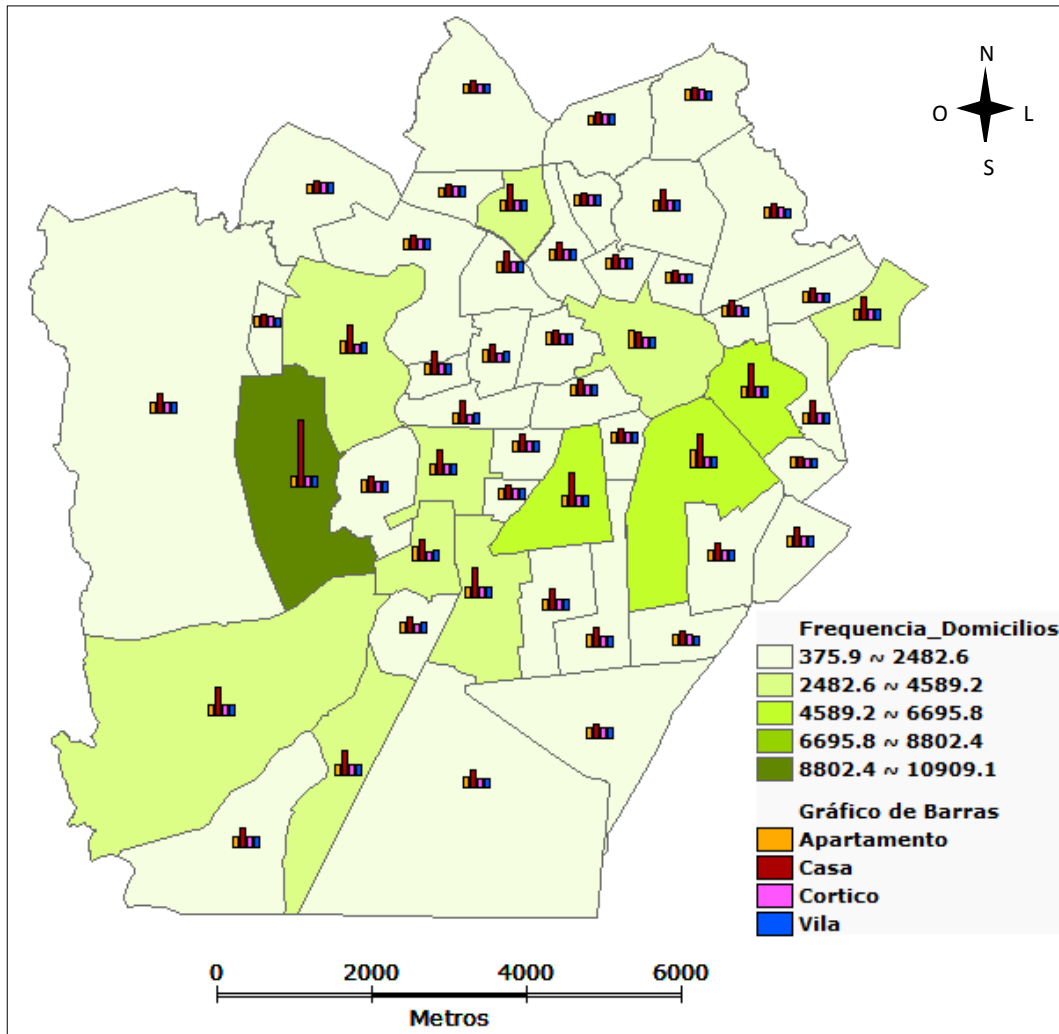 N
O L
S
Frequencia_Domicilios
375.9 ~ 2482.6
2482.6 ~ 4589.2
4589.2 ~ 6695.8
6695.8 ~ 8802.4
8802.4 ~ 10909.1
Gráfico de Barras
Apartamento
Casa
Cortico
Vila
0 2000 4000 6000
Metros